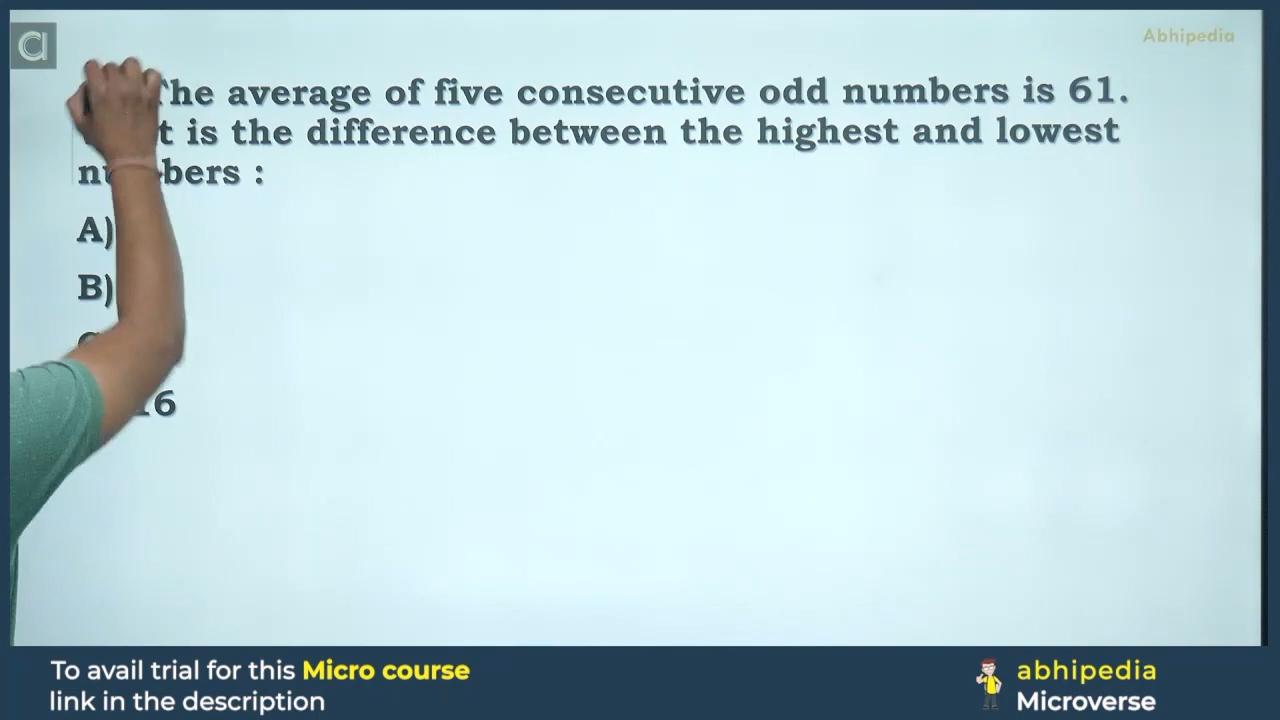 Abhipedia
The average of five consecutive odd numbers is 61.
is the difference between the highest and lowest
:
A)
B)
16
To avail trial for this Micro course
link in the description
abhipedia
Microverse